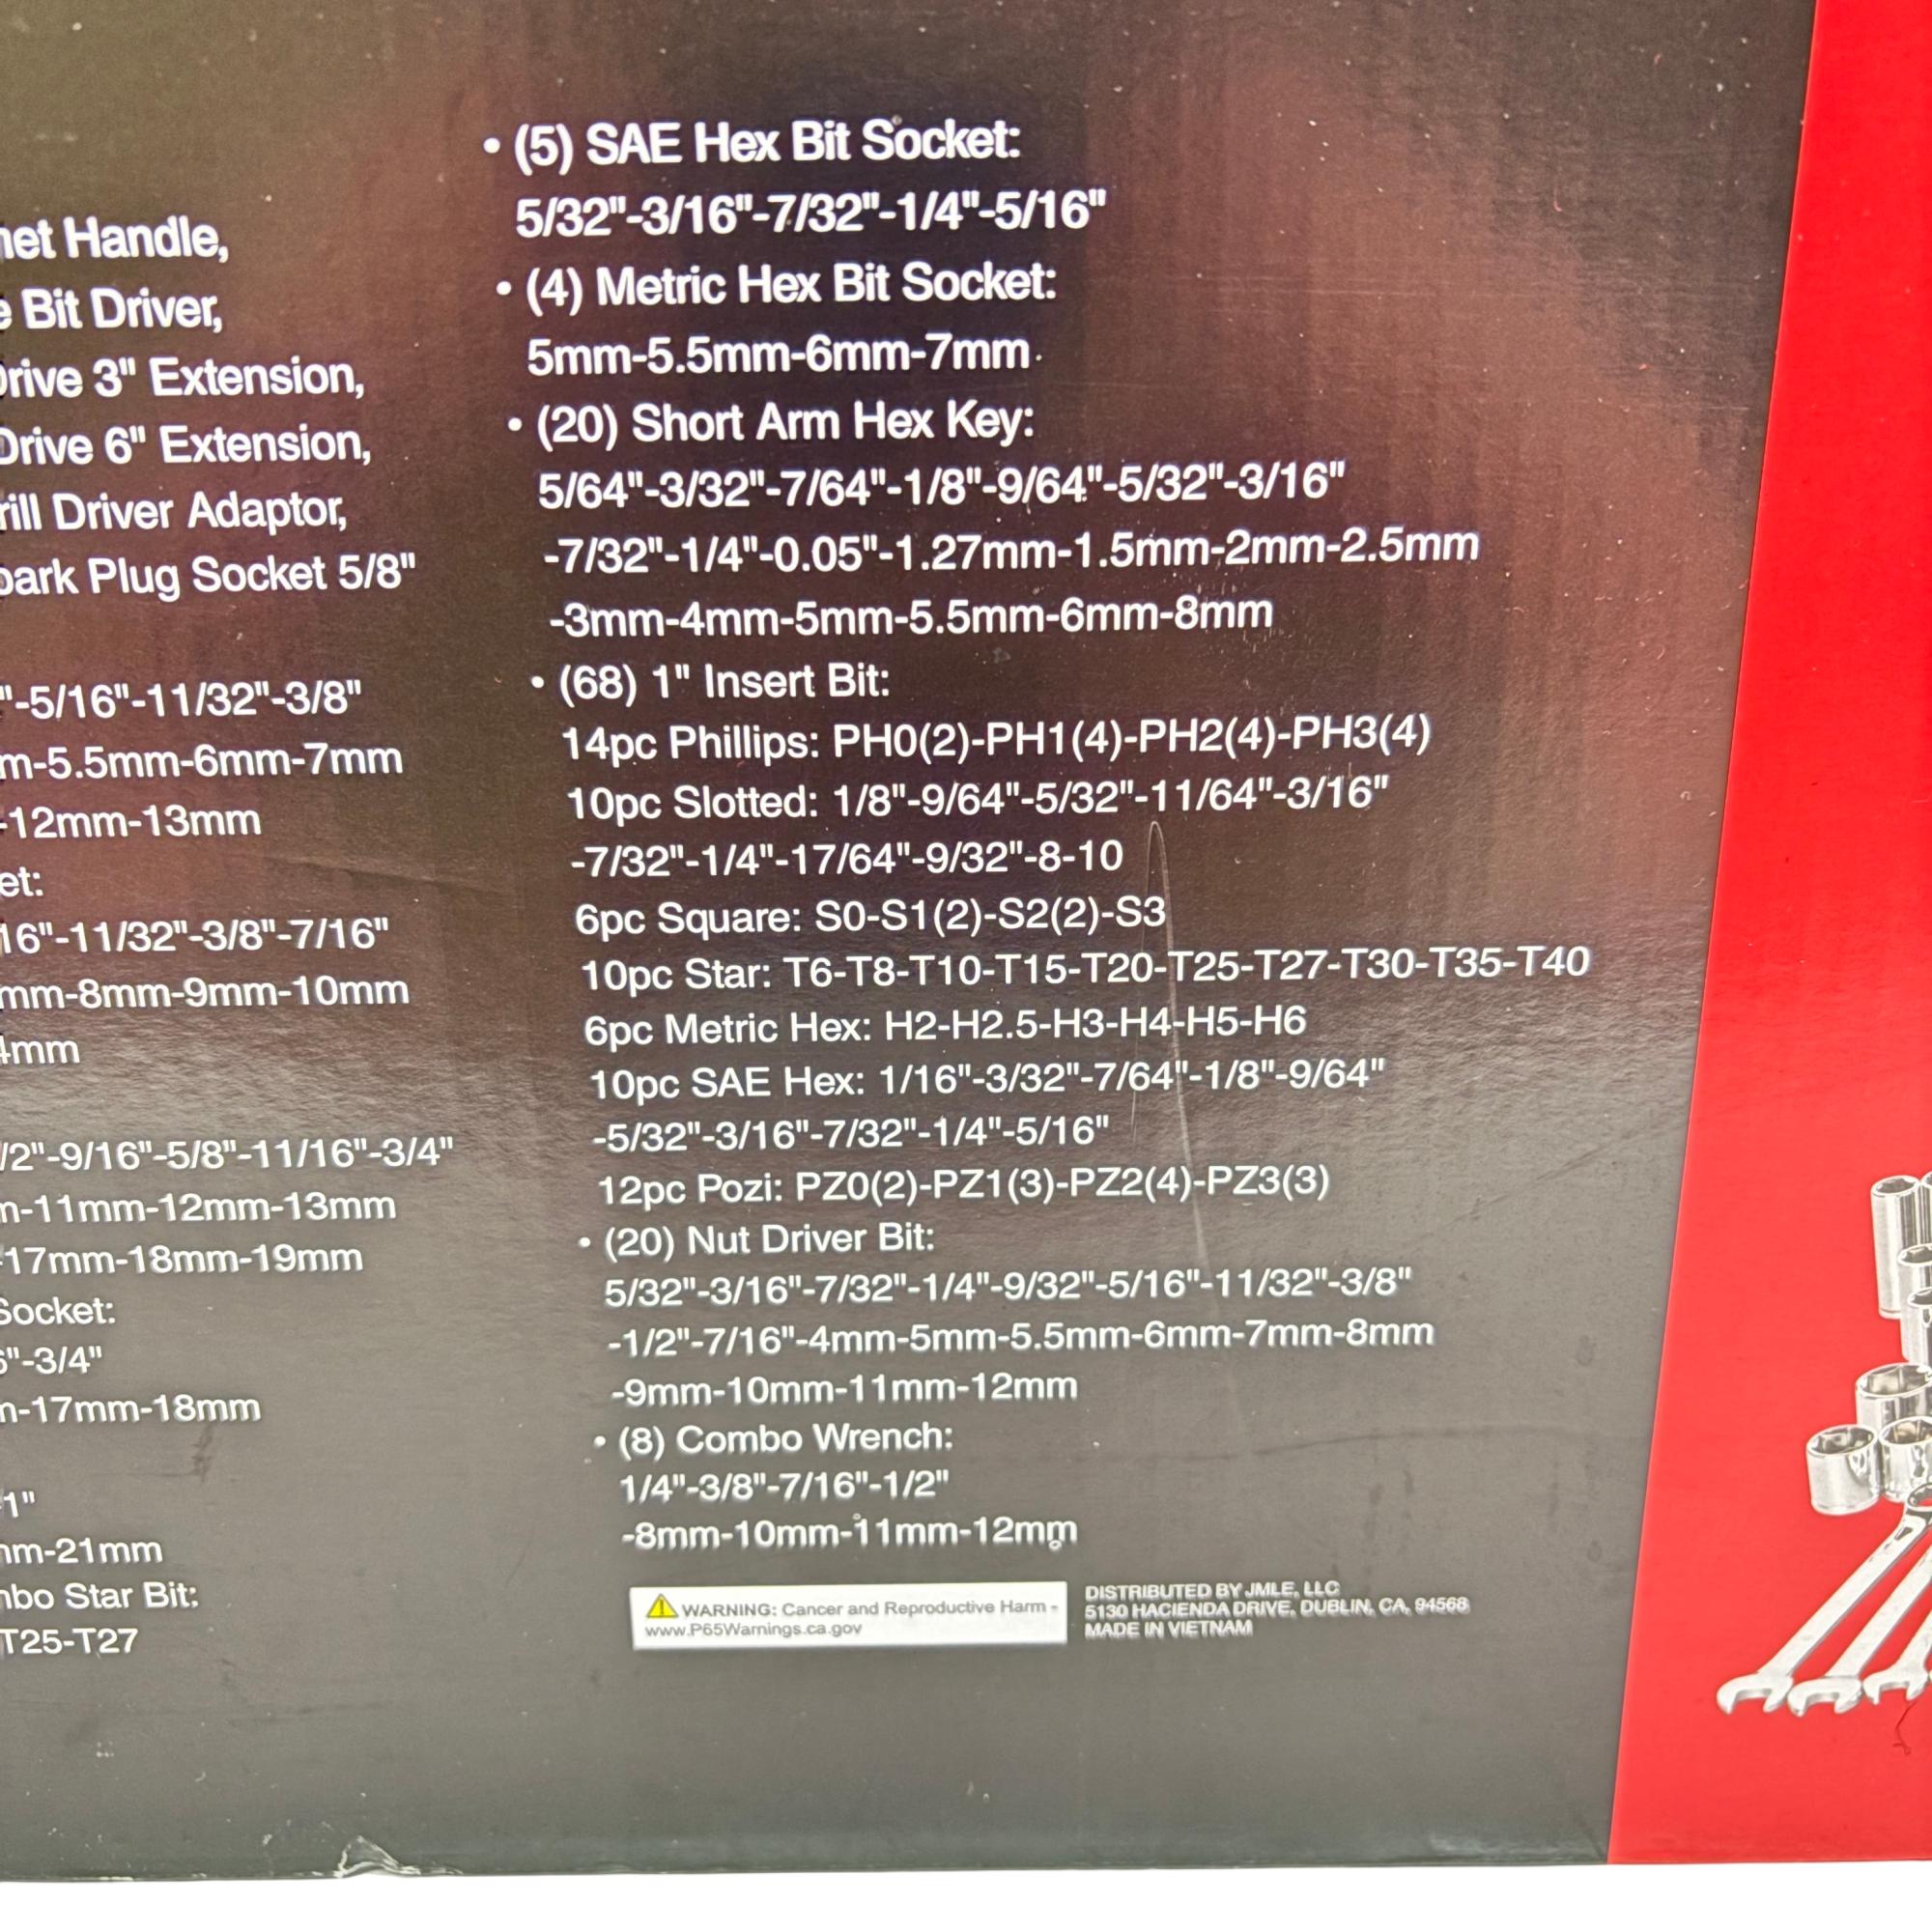 Handle,
Bit Driver,
3" Extension,
Drive 6" Extension,
Driver Adaptor,
Plug Socket 5/8"
-5/16"-11/32"-3/8"
-5.5mm-6mm-7mm
-12mm-13mm
16"-11/32"-3/8"-7/16"
mm-8mm-9mm-10mm
4mm
/2"-9/16"-5/8"-11/16"-3/4"
-11mm-12mm-13mm
-17mm-18mm-19mm
Socket:
-3/4"
-17mm-18mm
-1"
-21mm
Star Bit:
T25-T27
• (5) SAE Hex Bit Socket:
5/32"-3/16"-7/32"-1/4"-5/16"
• (4) Metric Hex Bit Socket:
5mm-5.5mm-6mm-7mm
• (20) Short Arm Hex Key:
5/64"-3/32"-7/64"-1/8"-9/64"-5/32"-3/16"
-7/32"-1/4"-0.05"-1.27mm-1.5mm-2mm-2.5mm
-3mm-4mm-5mm-5.5mm-6mm-8mm
• (68) 1" Insert Bit:
14pc Phillips: PH0(2)-PH1(4)-PH2(4)-PH3(4)
10pc Slotted: 1/8"-9/64"-5/32"-11/64"-3/16"
-7/32"-1/4"-17/64"-9/32"-8-10
6pc Square: S0-S1(2)-S2(2)-S3
10pc Star: T6-T8-T10-T15-T20-T25-T27-T30-T35-T40
6pc Metric Hex: H2-H2.5-H3-H4-H5-H6
10pc SAE Hex: 1/16"-3/32"-7/64"-1/8"-9/64"
-5/32"-3/16"-7/32"-1/4"-5/16"
12pc Pozi: PZ0(2)-PZ1(3)-PZ2(4)-PZ3(3)
• (20) Nut Driver Bit:
5/32"-3/16"-7/32"-1/4"-9/32"-5/16"-11/32"-3/8"
-1/2"-7/16"-4mm-5mm-5.5mm-6mm-7mm-8mm
-9mm-10mm-11mm-12mm
• (8) Combo Wrench:
1/4"-3/8"-7/16"-1/2"
-8mm-10mm-11mm-12mm
WARNING: Cancer and Reproductive Harm -
www.P65Warnings.ca.gov
DISTRIBUTED BY JMLE, LLC
5130 HACIENDA DRIVE, DUBLIN, CA, 94568
MADE IN VIETNAM